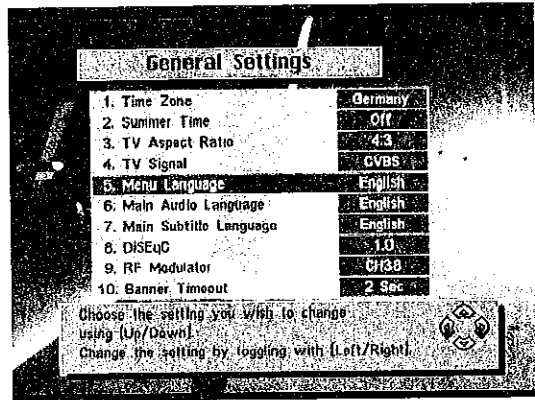 General Settings
1. Time Zone Germany
2. Summer Time Off
3. TV Aspect Ratio 4:3
4. TV Signal CVBS
5. Menu Language English
6. Main Audio Language English
7. Main Subtitle Language English
8. DiSEqC 1.0
9. RF Modulator CH38
10. Banner Timeout 2 Sec
Choose the setting you wish to change
using [Up/Down].
Change the setting by toggling with [Left/Right].